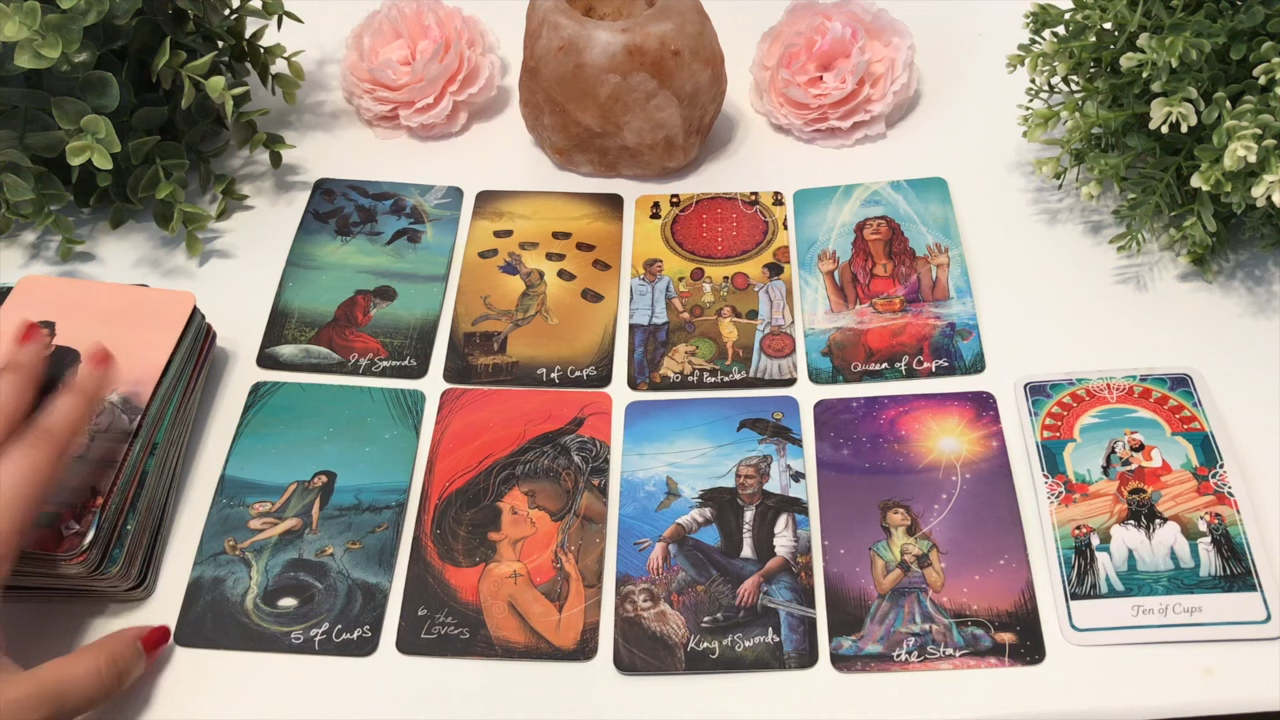 9 of Swords
9 of Cups
10 of Pentacles
Queen of Cups
5 of Cups
6. the
Lovers
King of Swords
17
the Star
Ten of Cups